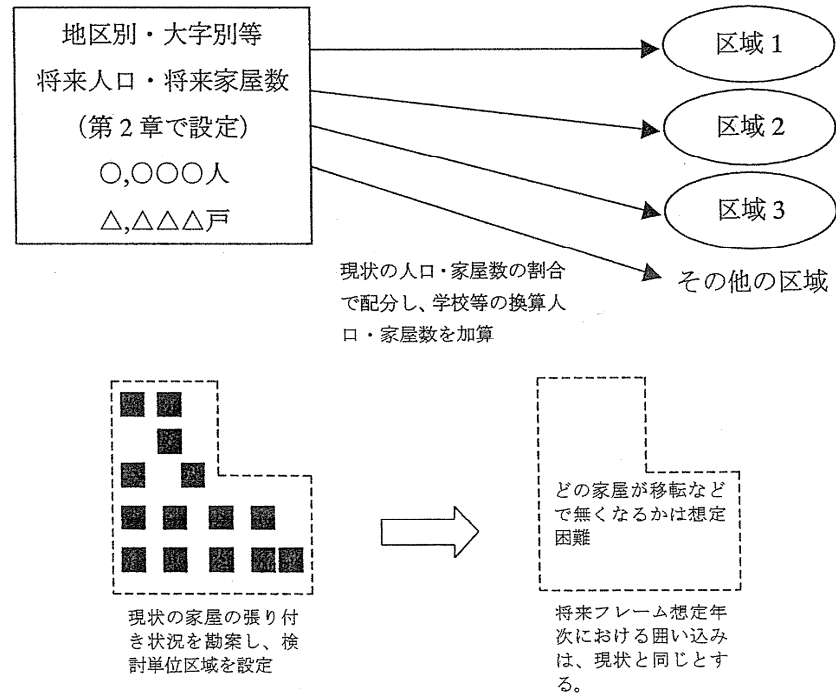 地区別・大字別等
将来人口・将来家屋数
(第2章で設定)
○,○○○人
△,△△△戸
区域1
区域2
区域3
その他の区域
現状の人口・家屋数の割合
で配分し、学校等の換算人
口・家屋数を加算
どの家屋が移転など
で無くなるかは想定
困難
現状の家屋の張り付
き状況を勘案し、検
討単位区域を設定
将来フレーム想定年
次における囲い込み
は、現状と同じとす
る。